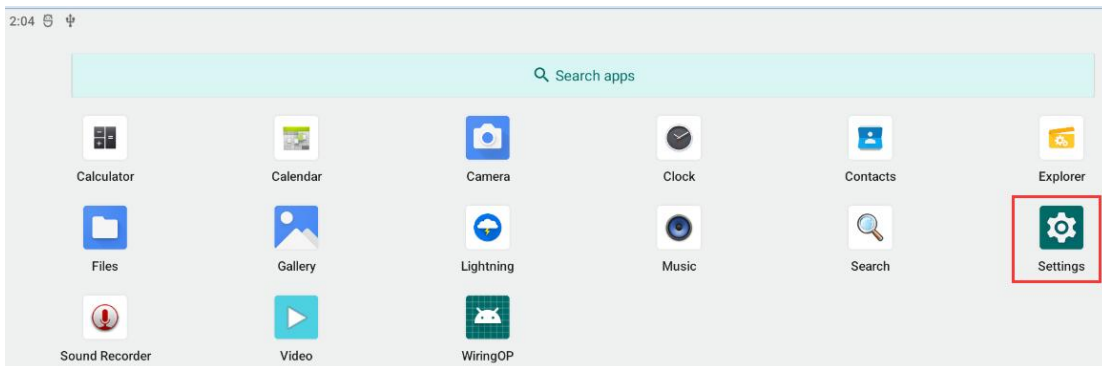 2:04
Search apps
Calculator Calendar Camera Clock Contacts Explorer
Files Gallery Lightning Music Search Settings
Sound Recorder Video WiringOP